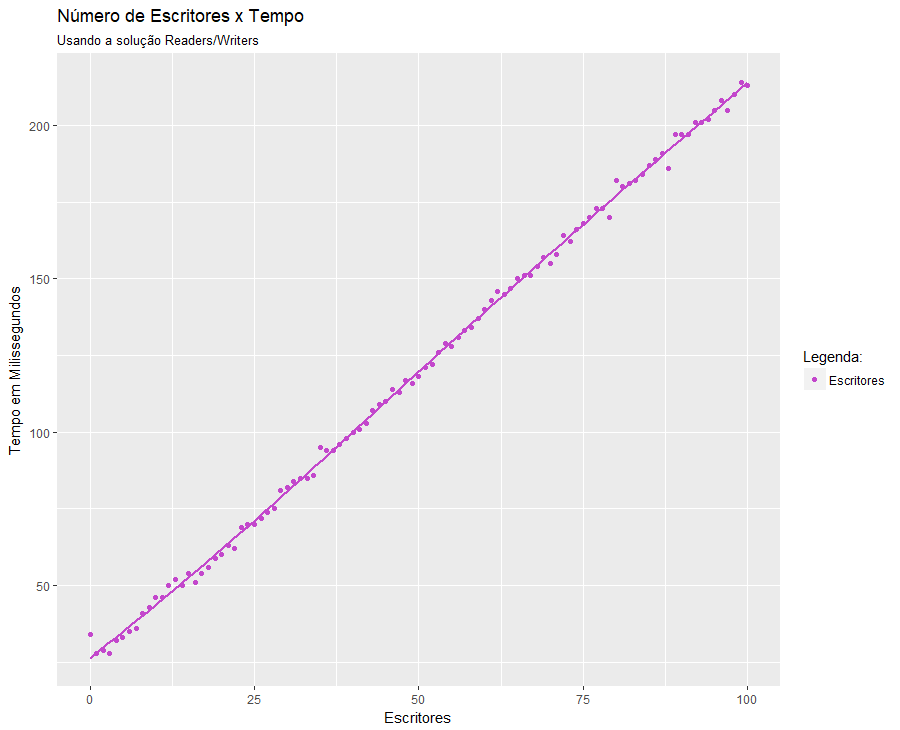 Número de Escritores x Tempo
Usando a solução Readers/Writers
Tempo em Milissegundos
200
150
100
50
0
25
50
75
100
Escritores
Legenda:
Escritores